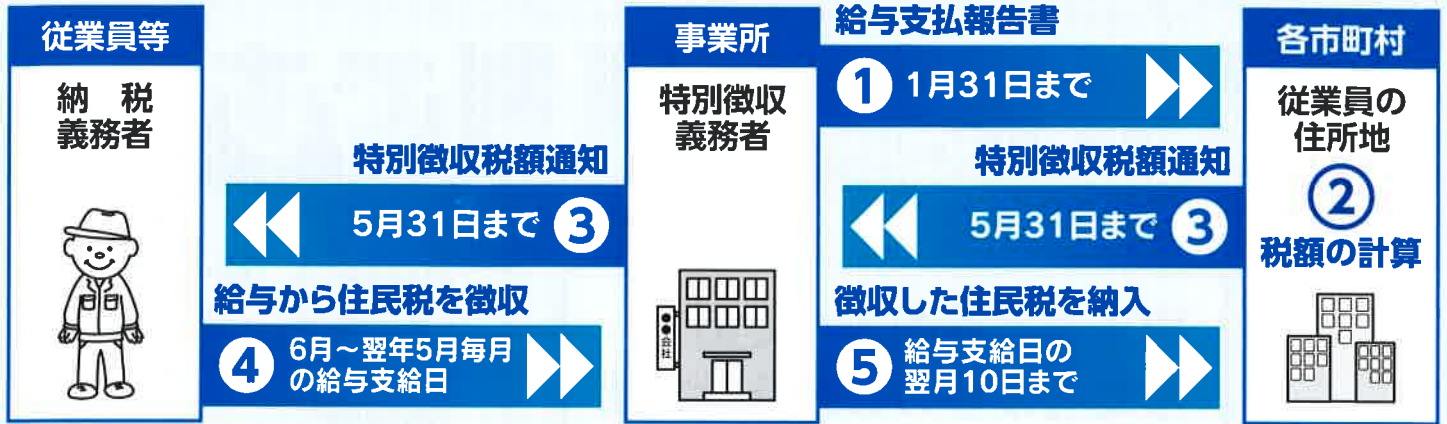 従業員等
納 税
義務者
特別徴収税額通知
5月31日まで 3
給与から住民税を徴収
4 6月～翌年5月毎月
の給与支給日
事業所
特別徴収
義務者
●●会社
給与支払報告書
1 1月31日まで
特別徴収税額通知
5月31日まで 3
徴収した住民税を納入
5 給与支給日の
翌月10日まで
各市町村
従業員の
住所地
2
税額の計算